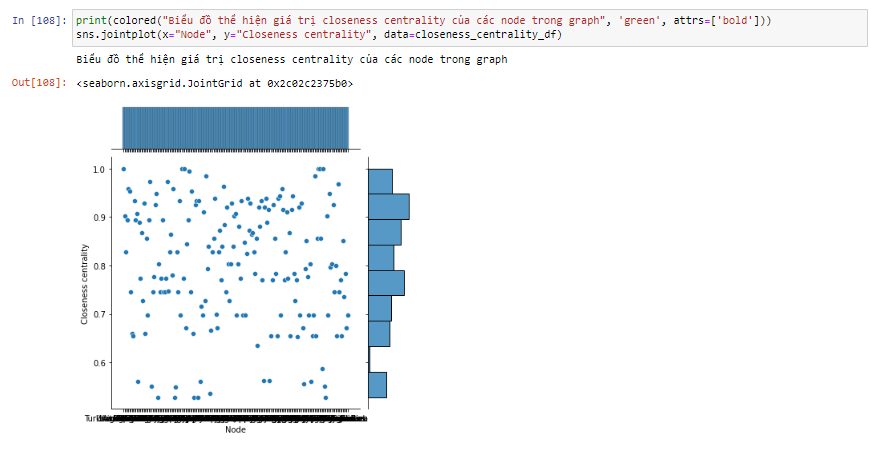 In [108]: print(colored("Biểu đồ thể hiện giá trị closeness centrality của các node trong graph", 'green', attrs=['bold']))
sns.jointplot(x="Node", y="Closeness centrality", data=closeness_centrality_df)
Biểu đồ thể hiện giá trị closeness centrality của các node trong graph
Out[108]: <seaborn.axisgrid.JointGrid at 0x2c02c2375b0>
1.0
0.9
0.8
0.7
0.6
Closeness centrality
Node